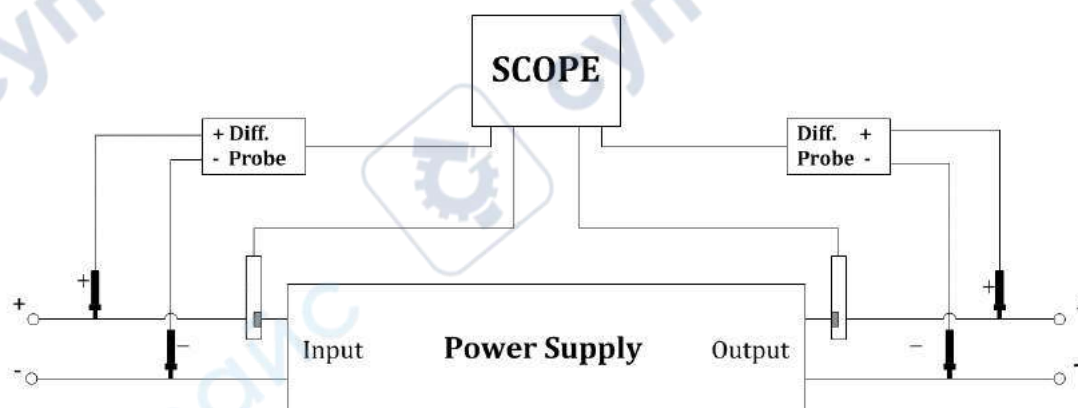 SCOPE
+ Diff.
- Probe
Diff. +
Probe -
+
+
+
-
-
-
-
Input
Power Supply
Output